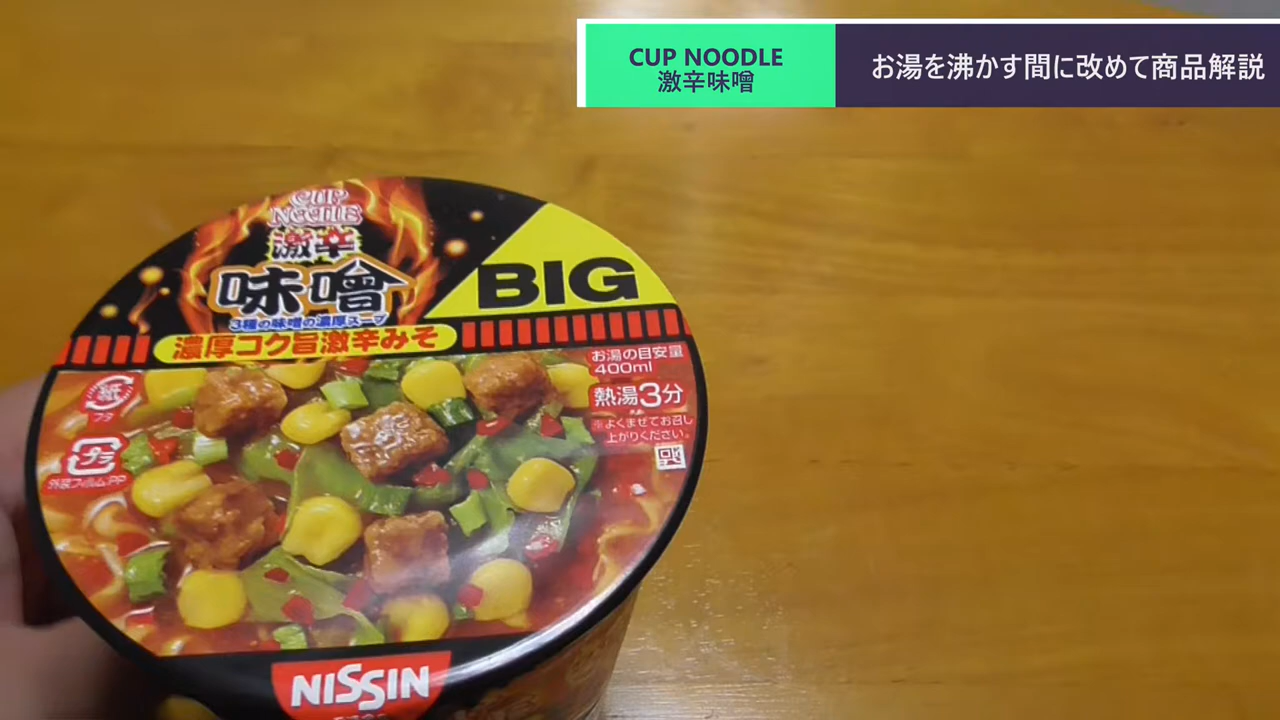 CUP NOODLE
激辛味噌
お湯を沸かす間に改めて商品解説
CUP
NOODLE
激辛
味噌
3種の味噌の濃厚スープ
BIG
濃厚コク旨激辛みそ
お湯の目安量
400ml
熱湯3分
※よくまぜてお召し
上がりください。
紙
フタ
プラ
外装フィルム:PP
NISSIN